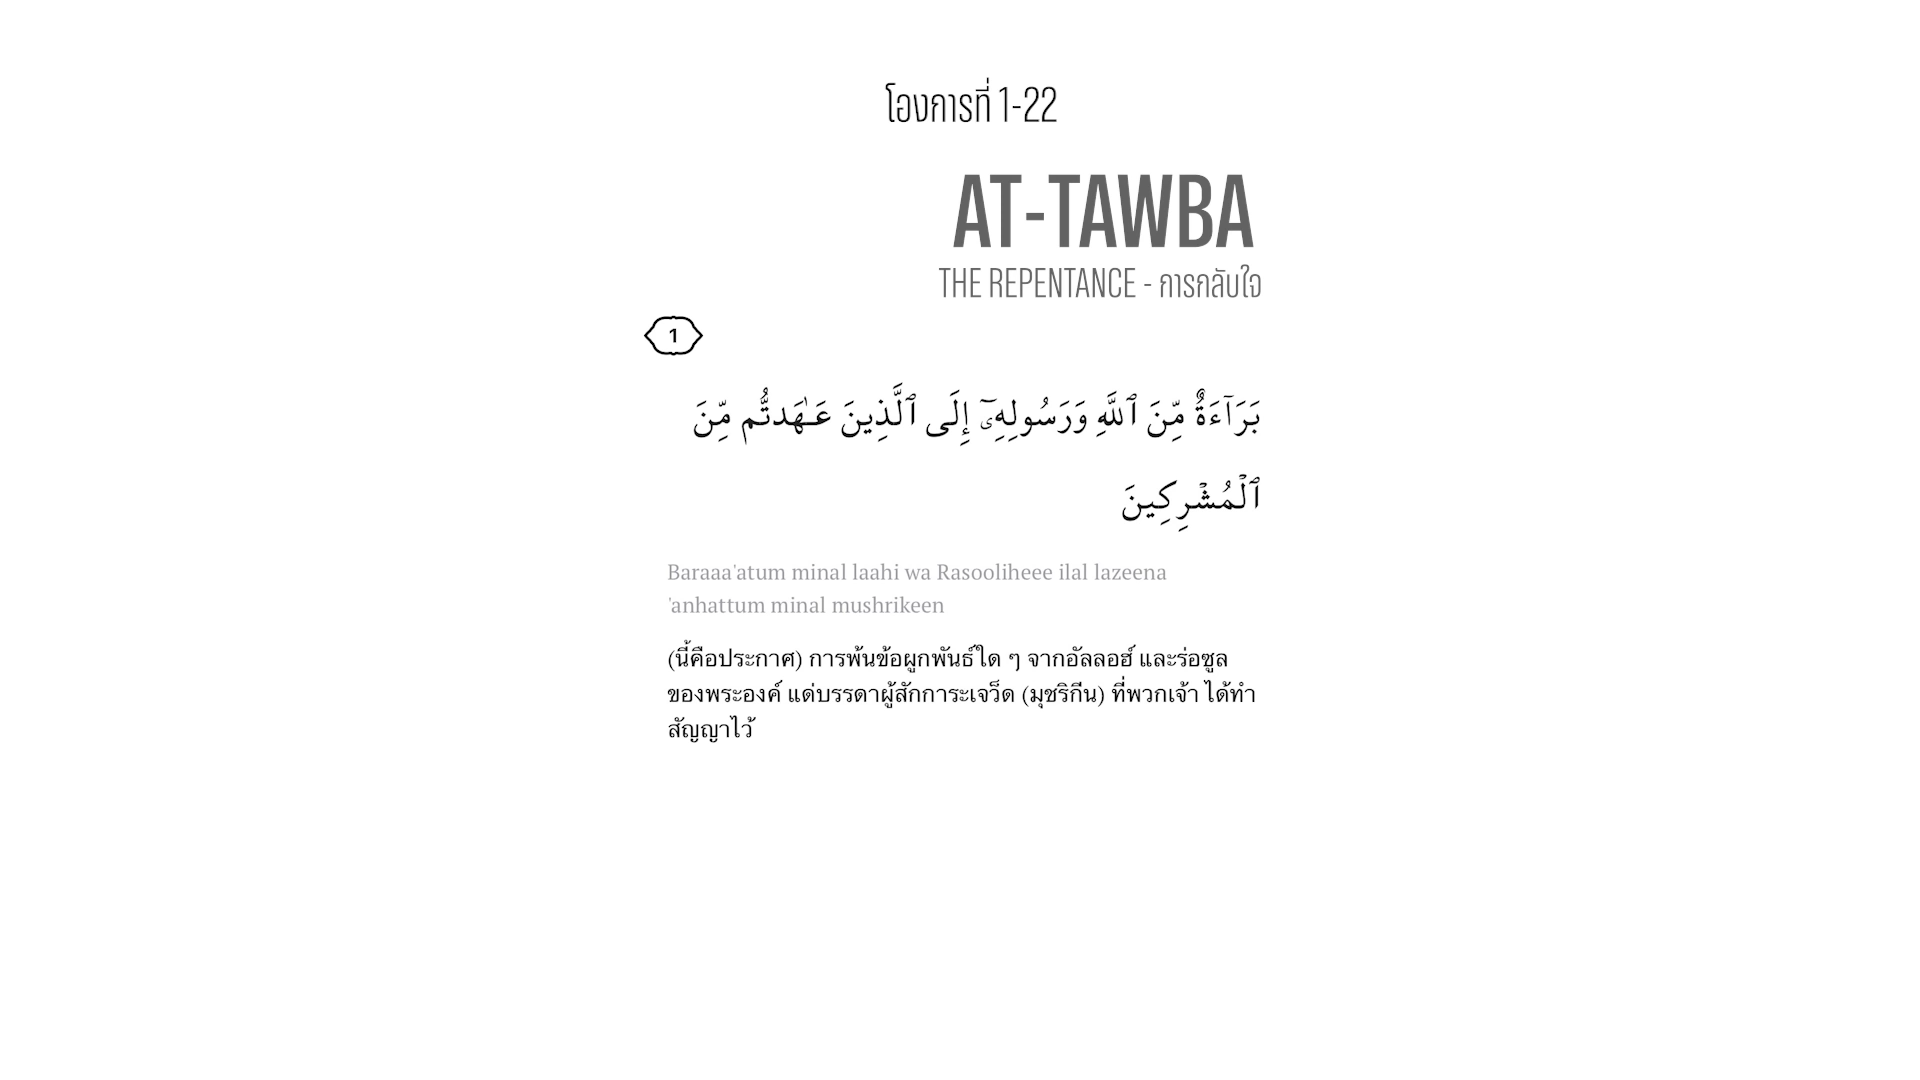 โองการที่ 1-22
AT-TAWBA
THE REPENTANCE - การกลับใจ
1
بَرَآءَةٌ مِّنَ ٱللَّهِ وَرَسُولِهِۦٓ إِلَى ٱلَّذِينَ عَـٰهَدتُّم مِّنَ
ٱلْمُشْرِكِينَ
Baraaa'atum minal laahi wa Rasooliheee ilal lazeena
'anhattum minal mushrikeen
(นี้คือประกาศ) การพ้นข้อผูกพันธ์ใด ๆ จากอัลลอฮ์ และร่อซูล
ของพระองค์ แด่บรรดาผู้สักการะเจว็ด (มุชริกีน) ที่พวกเจ้า ได้ทำ
สัญญาไว้